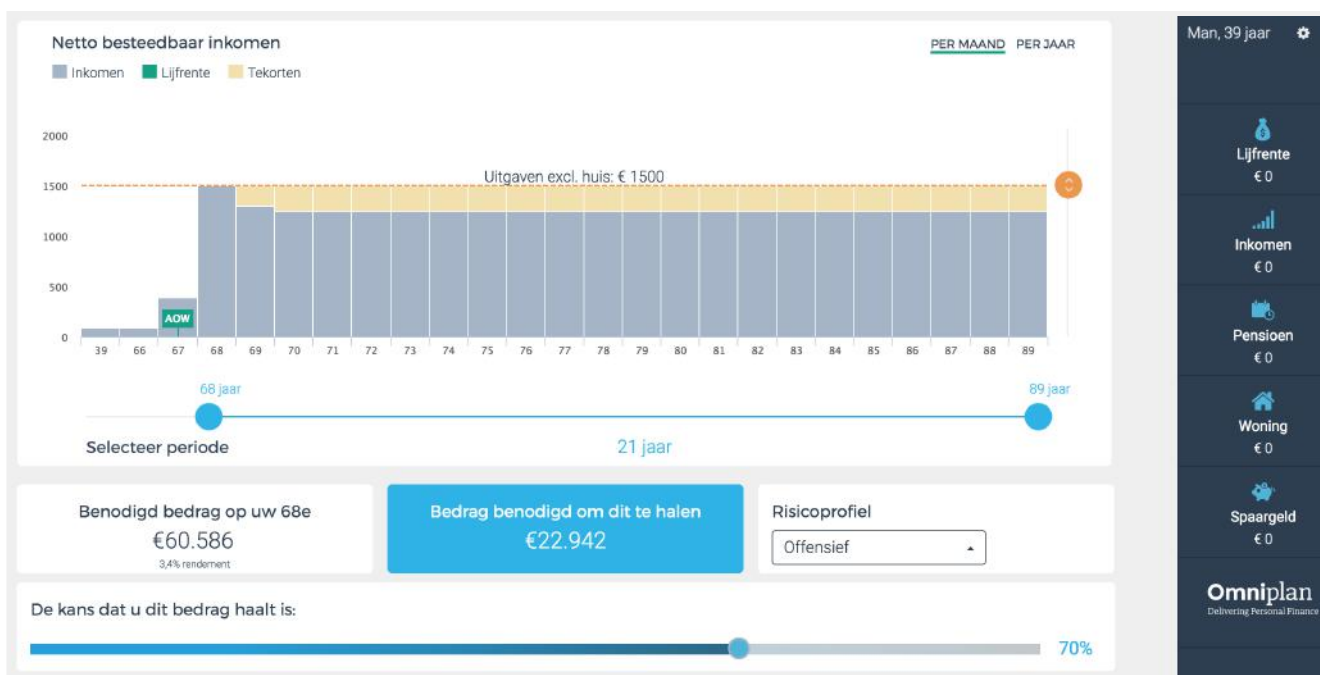 Netto besteedbaar inkomen
PER MAAND PER JAAR
Inkomen Lijfrente Tekorten
2000
1500
1000
500
0
Uitgaven excl. huis: € 1500
AOW
39 66 67 68 69 70 71 72 73 74 75 76 77 78 79 80 81 82 83 84 85 86 87 88 89
68 jaar
89 jaar
Selecteer periode
21 jaar
Benodigd bedrag op uw 68e
€60.586
3,4% rendement
Bedrag benodigd om dit te halen
€22.942
Risicoprofiel
Offensief
De kans dat u dit bedrag haalt is:
70%
Man, 39 jaar
Lijfrente
€ 0
Inkomen
€ 0
Pensioen
€ 0
Woning
€ 0
Spaargeld
€ 0
Omniplan
Delivering Personal Finance